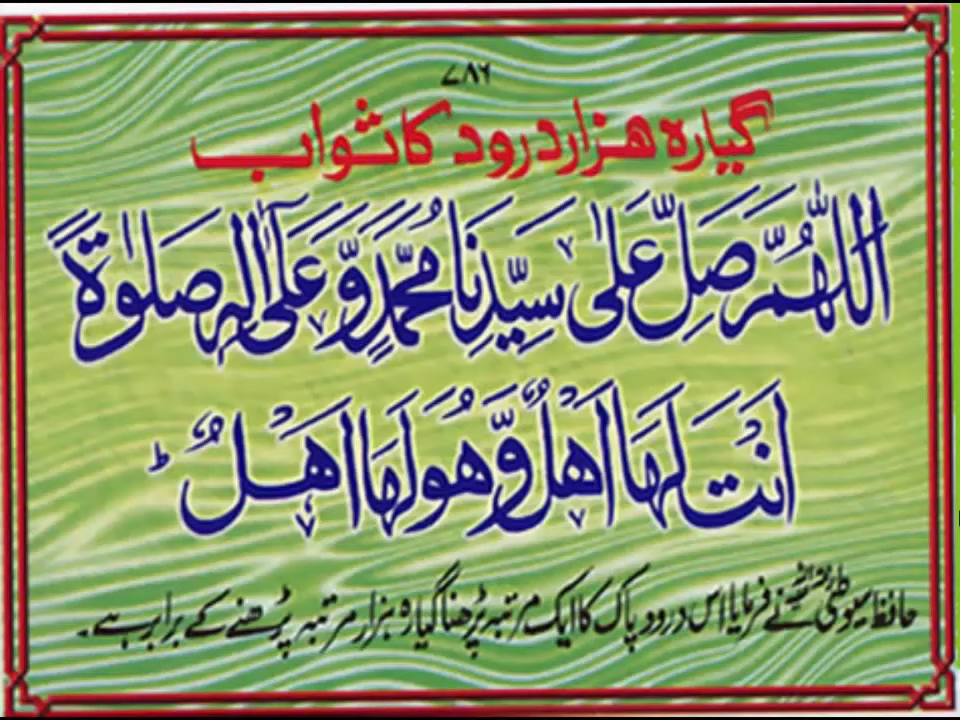 ۷۸۶
گیارہ ہزار درود کا ثواب
اَللّٰهُمَّ صَلِّ عَلٰی سَیِّدِنَا مُحَمَّدٍ وَّ عَلٰٓی اٰلِهٖ صَلٰوةً
اَنْتَ لَهَا اَهْلٌ وَّ هُوَ لَهَا اَهْلٌ ؕ
حافظ سیوطی نے فرمایا اس درود پاک کا ایک مرتبہ پڑھنا گیارہ ہزار مرتبہ پڑھنے کے برابر ہے۔